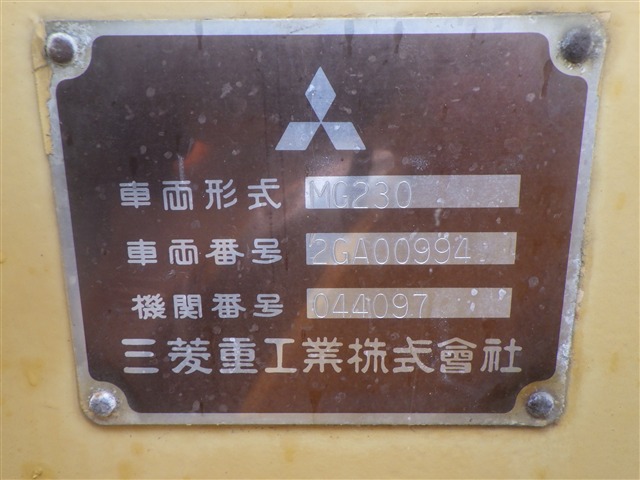 車両形式 MG230
車両番号 2GA00994
機関番号 044097
三菱重工業株式會社